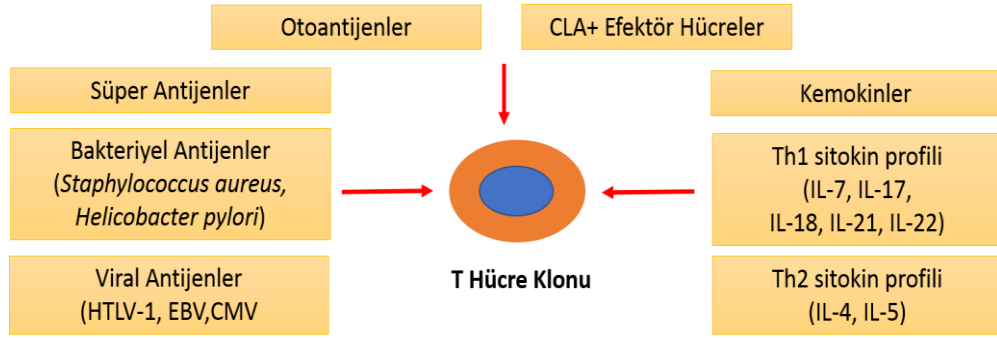 Otoantijenler
CLA+ Efektör Hücreler
Süper Antijenler
Bakteriyel Antijenler
(Staphylococcus aureus,
Helicobacter pylori)
Viral Antijenler
(HTLV-1, EBV,CMV
T Hücre Klonu
Kemokinler
Th1 sitokin profili
(IL-7, IL-17,
IL-18, IL-21, IL-22)
Th2 sitokin profili
(IL-4, IL-5)